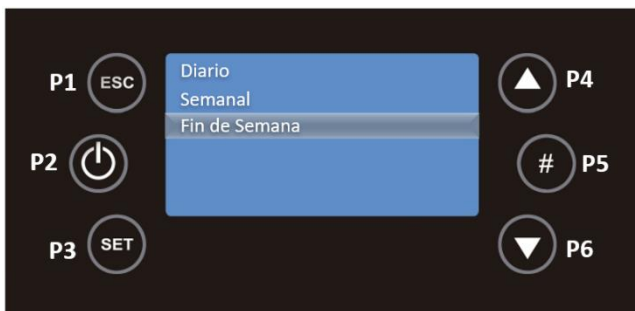 P1
ESC
P2
P3
SET
Diario
Semanal
Fin de Semana
P4
#
P5
P6